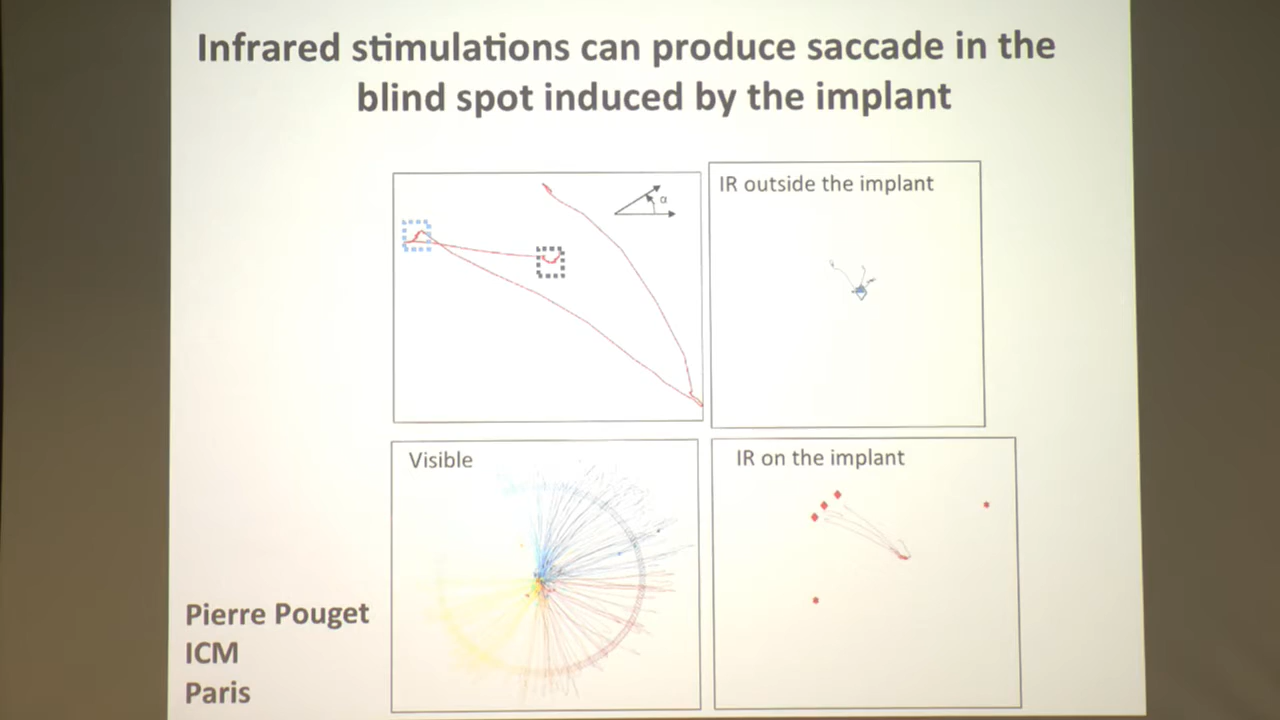 Infrared stimulations can produce saccade in the
blind spot induced by the implant
α
IR outside the implant
Visible
IR on the implant
Pierre Pouget
ICM
Paris